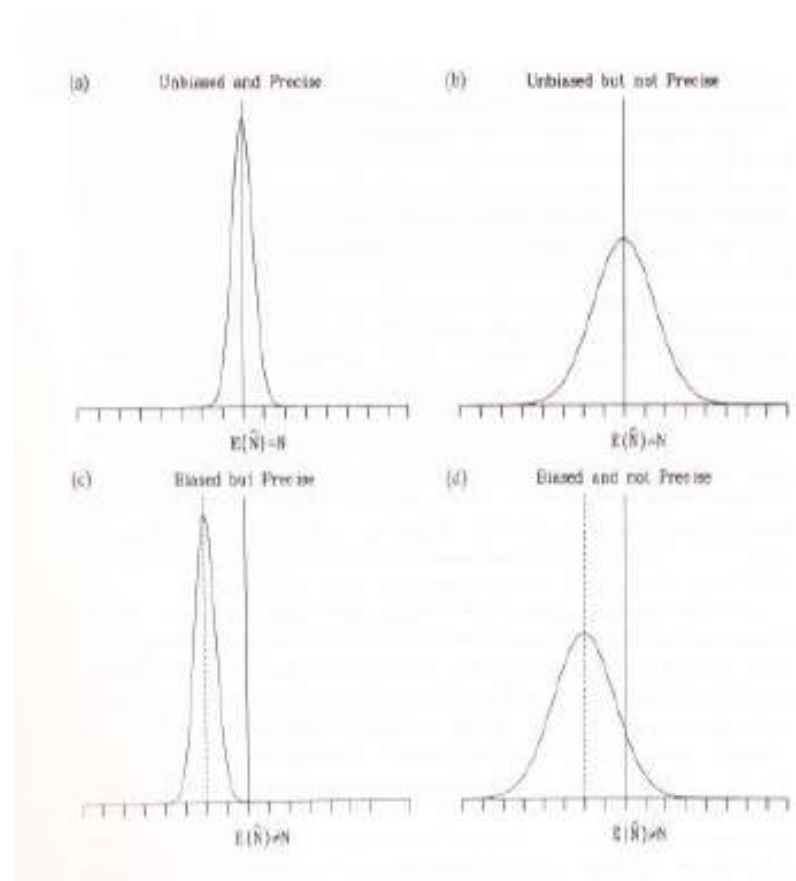 (a) Unbiased and Precise
(b) Unbiased but not Precise
E(N̂)=N
E(N̂)=N
(c) Biased but Precise
(d) Biased and not Precise
E(N̂)≠N
E(N̂)≠N